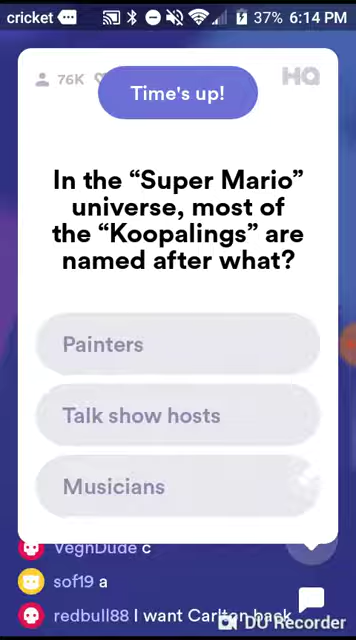 cricket 37% 6:14 PM
76K
Time's up!
HQ
In the “Super Mario”
universe, most of
the “Koopalings” are
named after what?
Painters
Talk show hosts
Musicians
VegnDude c
sof19 a
redbull88 I want Carlton back
DU Recorder